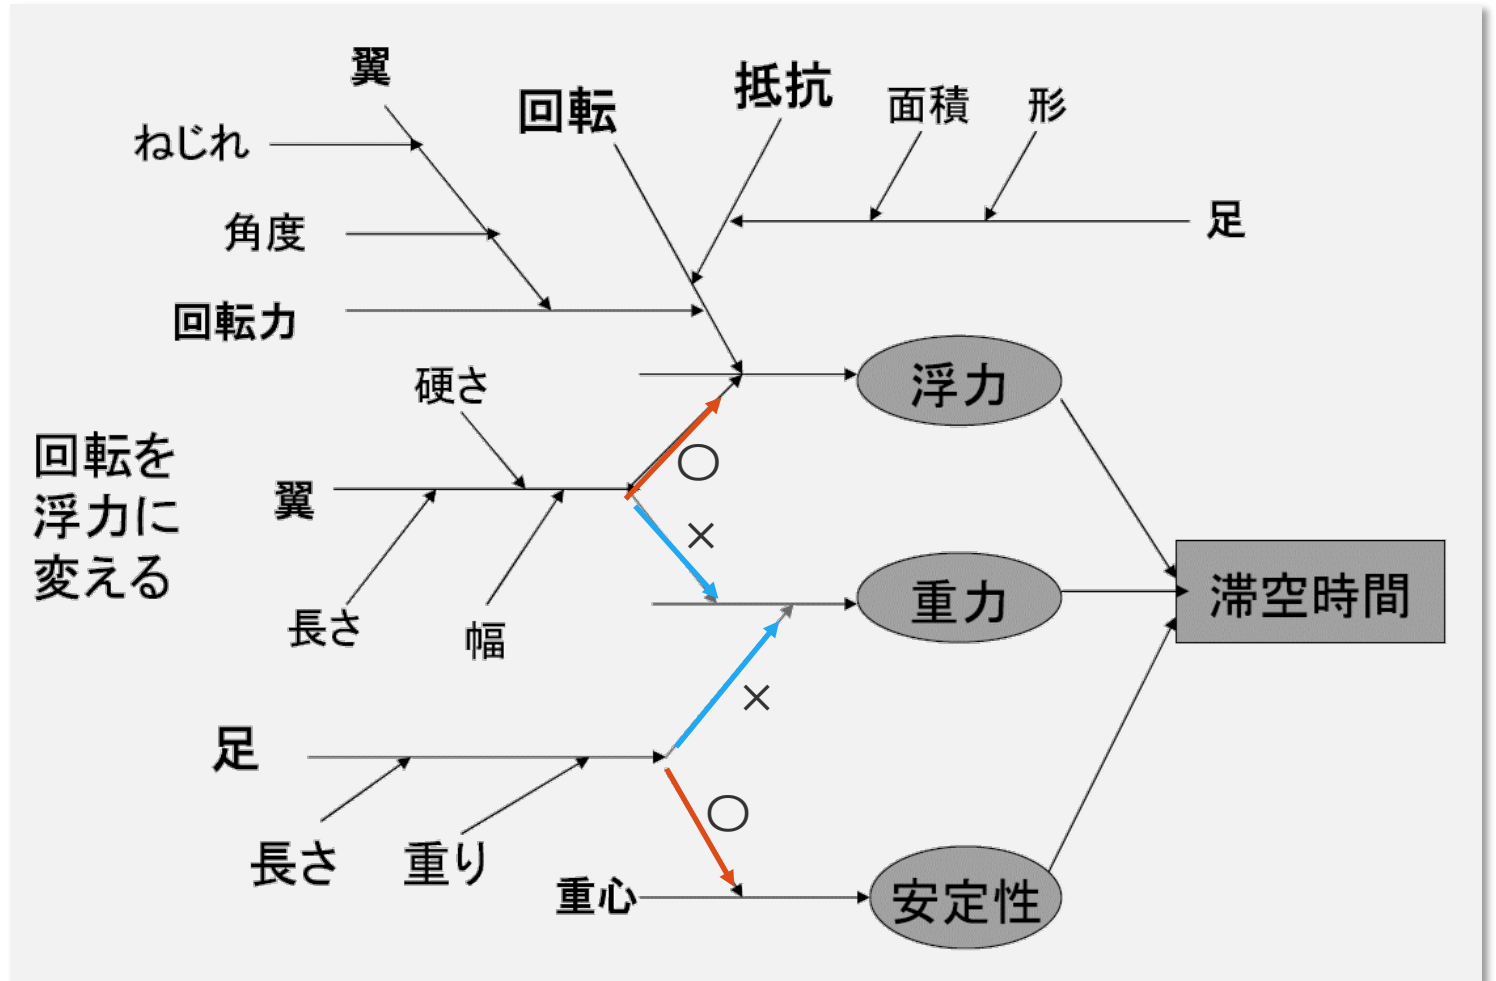 翼
回転
抵抗
面積
形
ねじれ
足
角度
回転力
浮力
硬さ
回転を
浮力に
変える
○
翼
×
長さ
幅
重力
滞空時間
×
足
○
長さ
重り
重心
安定性